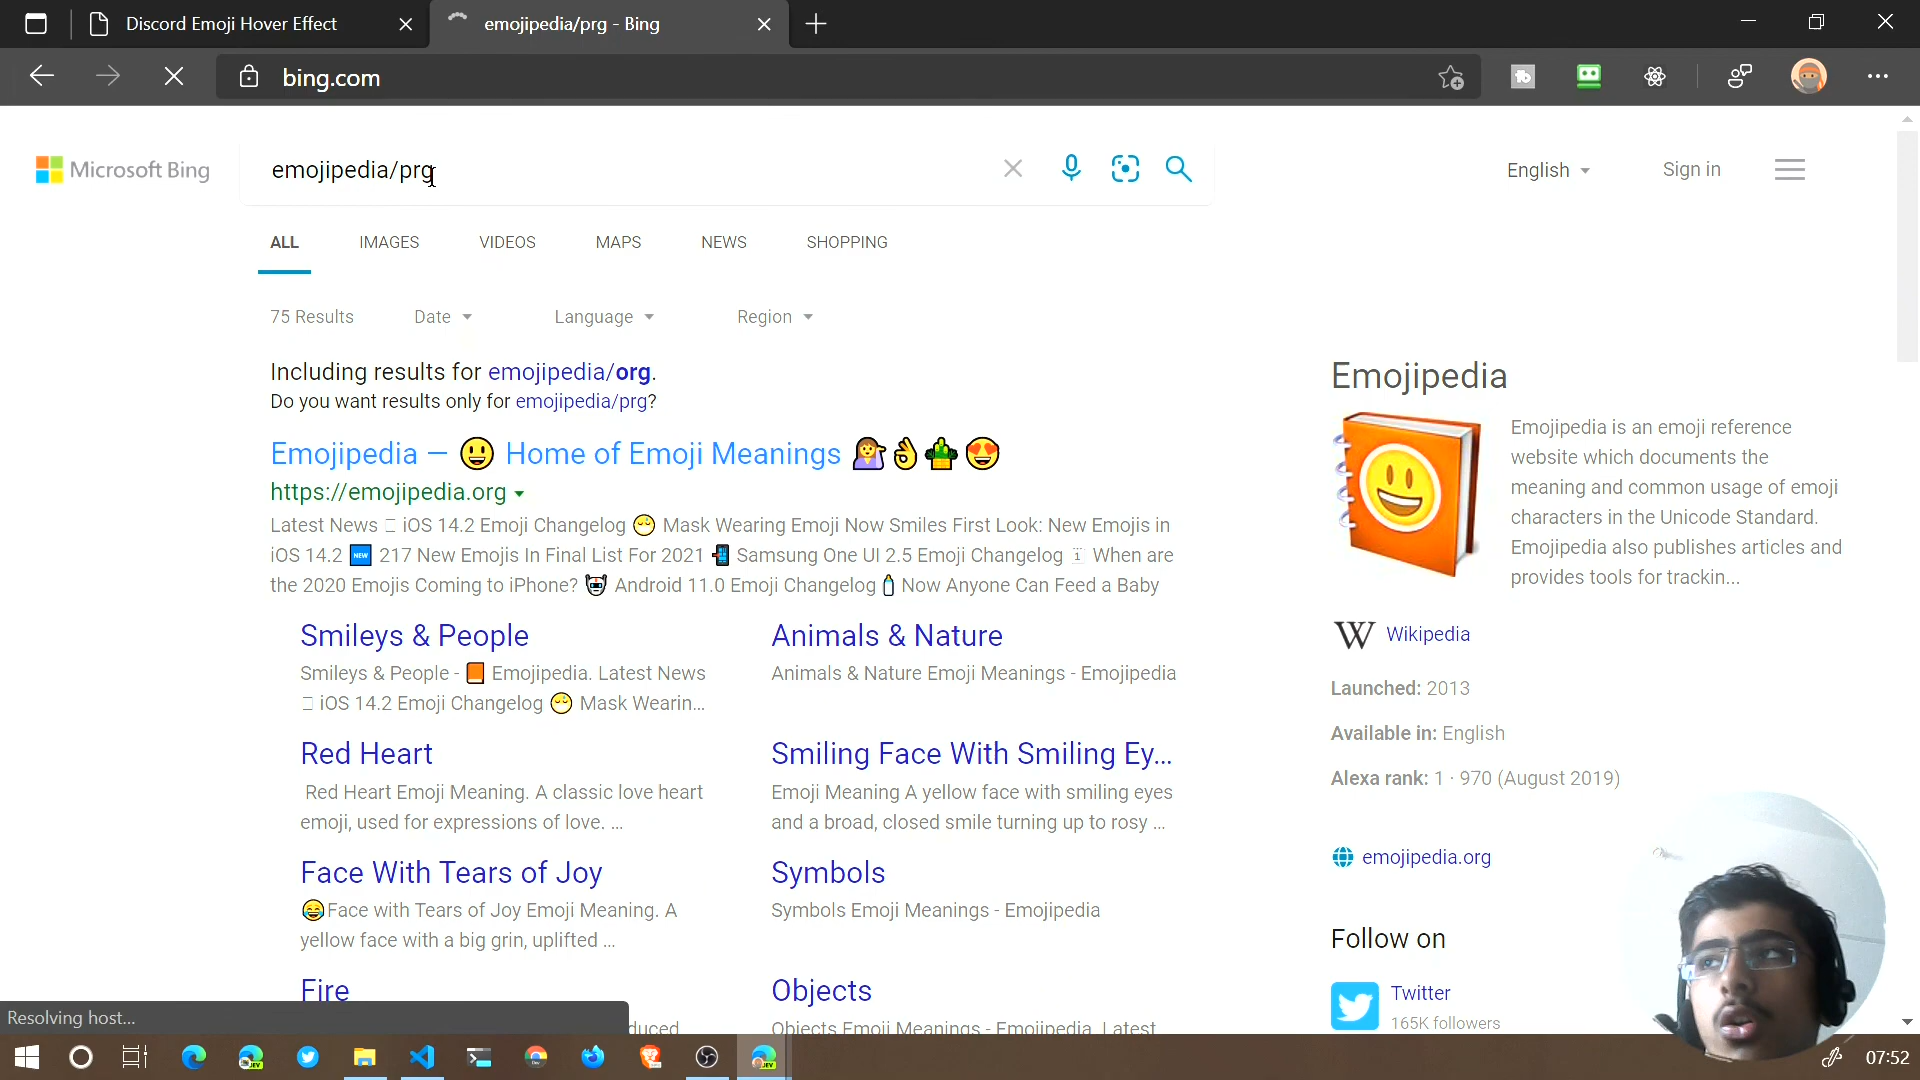 Discord Emoji Hover Effect
emojipedia/prg - Bing
bing.com
Microsoft Bing
emojipedia/prg
English
Sign in
ALL
IMAGES
VIDEOS
MAPS
NEWS
SHOPPING
75 Results
Date
Language
Region
Including results for emojipedia/org.
Do you want results only for emojipedia/prg?
Emojipedia — 😃 Home of Emoji Meanings 💁👌🎍😍
https://emojipedia.org
Latest News iOS 14.2 Emoji Changelog 😷 Mask Wearing Emoji Now Smiles First Look: New Emojis in
iOS 14.2 🆕 217 New Emojis In Final List For 2021 📲 Samsung One UI 2.5 Emoji Changelog When are
the 2020 Emojis Coming to iPhone? 🤖 Android 11.0 Emoji Changelog 🍼 Now Anyone Can Feed a Baby
Smileys & People
Smileys & People - 📙 Emojipedia. Latest News
iOS 14.2 Emoji Changelog 😷 Mask Wearin...
Animals & Nature
Animals & Nature Emoji Meanings - Emojipedia
Red Heart
Red Heart Emoji Meaning. A classic love heart
emoji, used for expressions of love. ...
Smiling Face With Smiling Ey...
Emoji Meaning A yellow face with smiling eyes
and a broad, closed smile turning up to rosy ...
Face With Tears of Joy
😂Face with Tears of Joy Emoji Meaning. A
yellow face with a big grin, uplifted ...
Symbols
Symbols Emoji Meanings - Emojipedia
Fire
duced
Objects
Objects Emoji Meanings - Emojipedia. Latest
Emojipedia
Emojipedia is an emoji reference
website which documents the
meaning and common usage of emoji
characters in the Unicode Standard.
Emojipedia also publishes articles and
provides tools for trackin...
W Wikipedia
Launched: 2013
Available in: English
Alexa rank: 1 · 970 (August 2019)
emojipedia.org
Follow on
Twitter
165K followers
Resolving host...
07:52